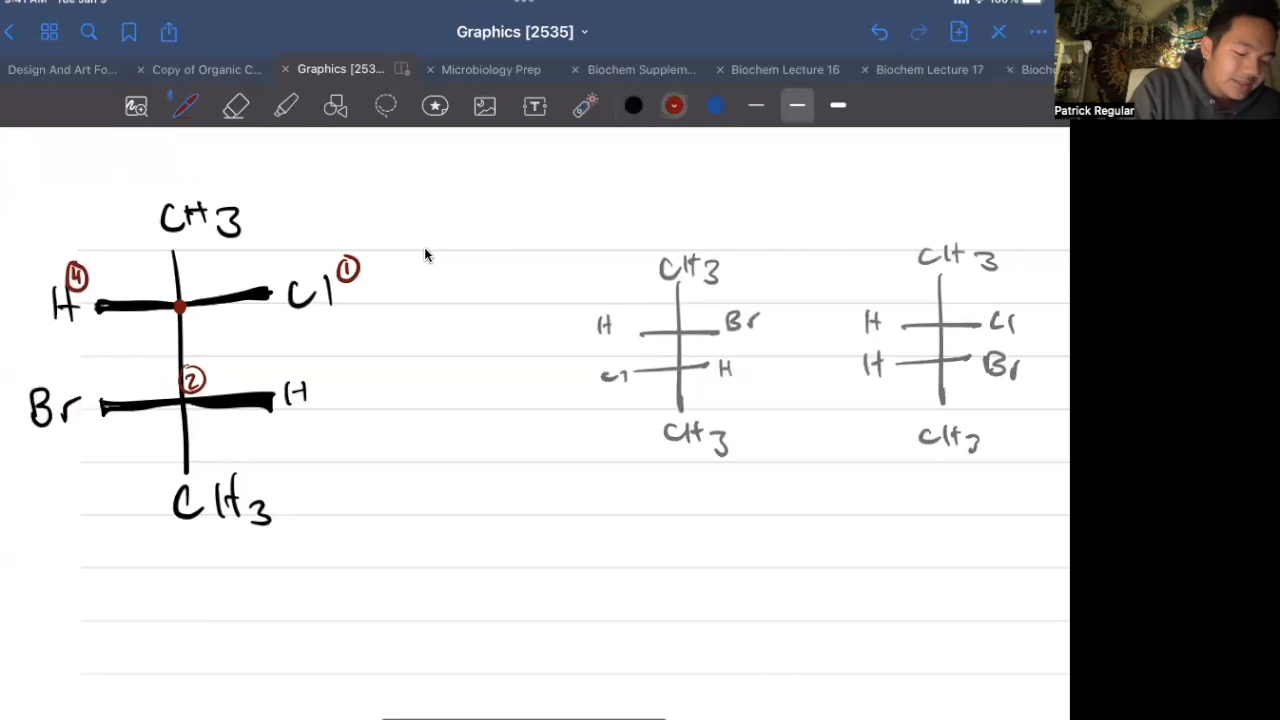 Graphics [2535]
Design And Art Fo...
Copy of Organic C...
Graphics [253...
Microbiology Prep
Biochem Supplem...
Biochem Lecture 16
Biochem Lecture 17
Patrick Regular
CH3
H 4
Cl 1
2
Br
H
CH3
CH3
H
Br
Cl
H
CH3
CH3
H
Cl
H
Br
CH3